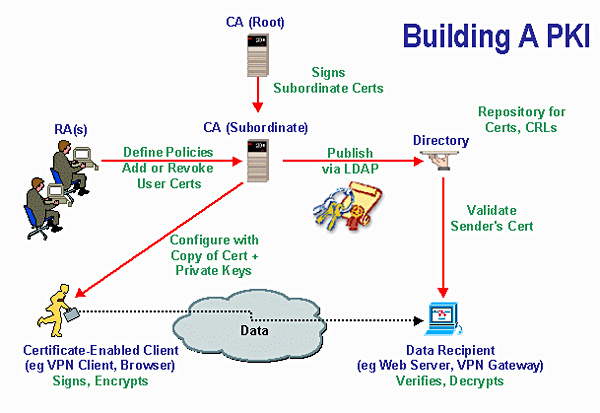 CA (Root)
Building A PKI
Signs
Subordinate Certs
RA(s)
CA (Subordinate)
Repository for
Certs, CRLs
Directory
Define Policies
Add or Revoke
User Certs
Publish
via LDAP
Validate
Sender's Cert
Configure with
Copy of Cert +
Private Keys
Data
Certificate-Enabled Client
(eg VPN Client, Browser)
Signs, Encrypts
Data Recipient
(eg Web Server, VPN Gateway)
Verifies, Decrypts